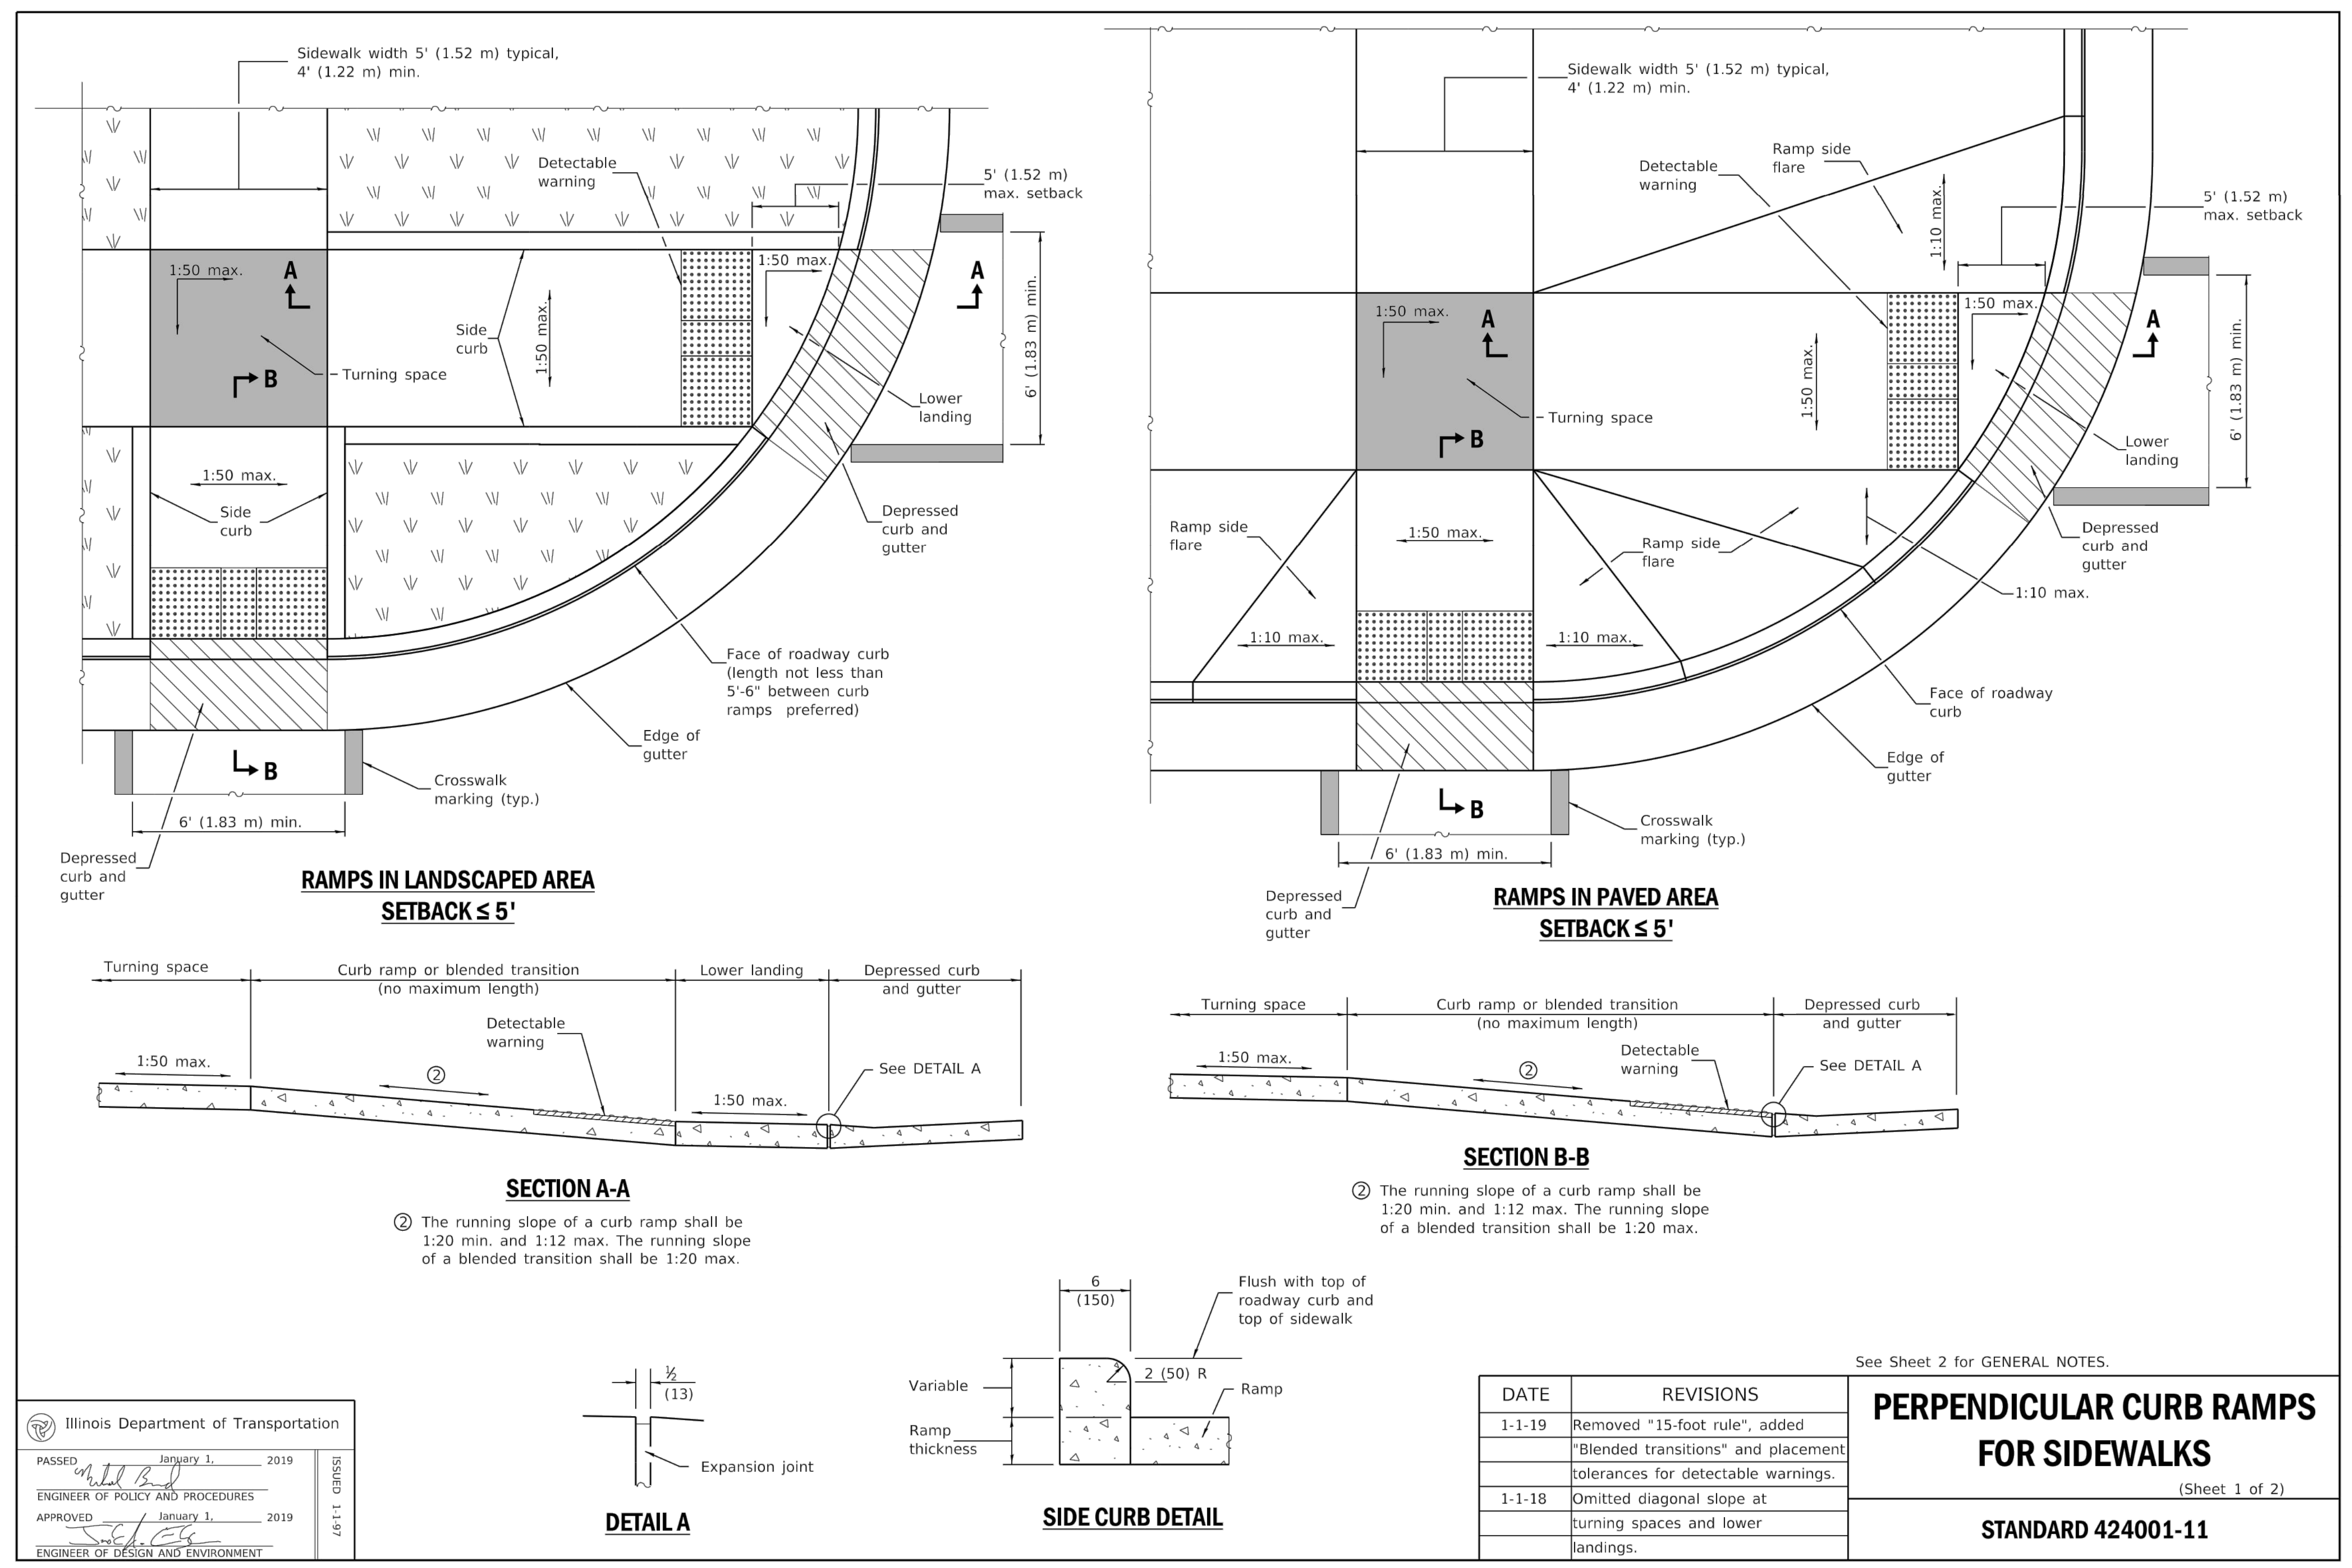 Sidewalk width 5' (1.52 m) typical,
4' (1.22 m) min.
Detectable
warning
5' (1.52 m)
max. setback
1:50 max.
A
1:50 max.
A
6' (1.83 m) min.
Side
curb
1:50 max.
B
Turning space
Lower
landing
1:50 max.
Side
curb
Depressed
curb and
gutter
Face of roadway curb
(length not less than
5'-6" between curb
ramps preferred)
Edge of
gutter
B
Crosswalk
marking (typ.)
6' (1.83 m) min.
Depressed
curb and
gutter
RAMPS IN LANDSCAPED AREA
SETBACK ≤ 5'
Sidewalk width 5' (1.52 m) typical,
4' (1.22 m) min.
Ramp side
flare
Detectable
warning
1:10 max.
5' (1.52 m)
max. setback
1:50 max.
A
1:50 max.
A
6' (1.83 m) min.
1:50 max.
B
Turning space
Lower
landing
Ramp side
flare
1:50 max.
Ramp side
flare
Depressed
curb and
gutter
1:10 max.
1:10 max.
1:10 max.
Face of roadway
curb
Edge of
gutter
B
Crosswalk
marking (typ.)
6' (1.83 m) min.
Depressed
curb and
gutter
RAMPS IN PAVED AREA
SETBACK ≤ 5'
Turning space
Curb ramp or blended transition
(no maximum length)
Lower landing
Depressed curb
and gutter
Detectable
warning
1:50 max.
②
See DETAIL A
1:50 max.
SECTION A-A
② The running slope of a curb ramp shall be
1:20 min. and 1:12 max. The running slope
of a blended transition shall be 1:20 max.
Turning space
Curb ramp or blended transition
(no maximum length)
Depressed curb
and gutter
Detectable
warning
1:50 max.
②
See DETAIL A
SECTION B-B
② The running slope of a curb ramp shall be
1:20 min. and 1:12 max. The running slope
of a blended transition shall be 1:20 max.
½
(13)
Expansion joint
DETAIL A
6
(150)
Flush with top of
roadway curb and
top of sidewalk
Variable
2 (50) R
Ramp
Ramp
thickness
SIDE CURB DETAIL
Illinois Department of Transportation
PASSED January 1, 2019
ENGINEER OF POLICY AND PROCEDURES
APPROVED January 1, 2019
ENGINEER OF DESIGN AND ENVIRONMENT
ISSUED 1-1-97
See Sheet 2 for GENERAL NOTES.
DATE REVISIONS
1-1-19 Removed "15-foot rule", added
"Blended transitions" and placement
tolerances for detectable warnings.
1-1-18 Omitted diagonal slope at
turning spaces and lower
landings.
PERPENDICULAR CURB RAMPS
FOR SIDEWALKS
(Sheet 1 of 2)
STANDARD 424001-11